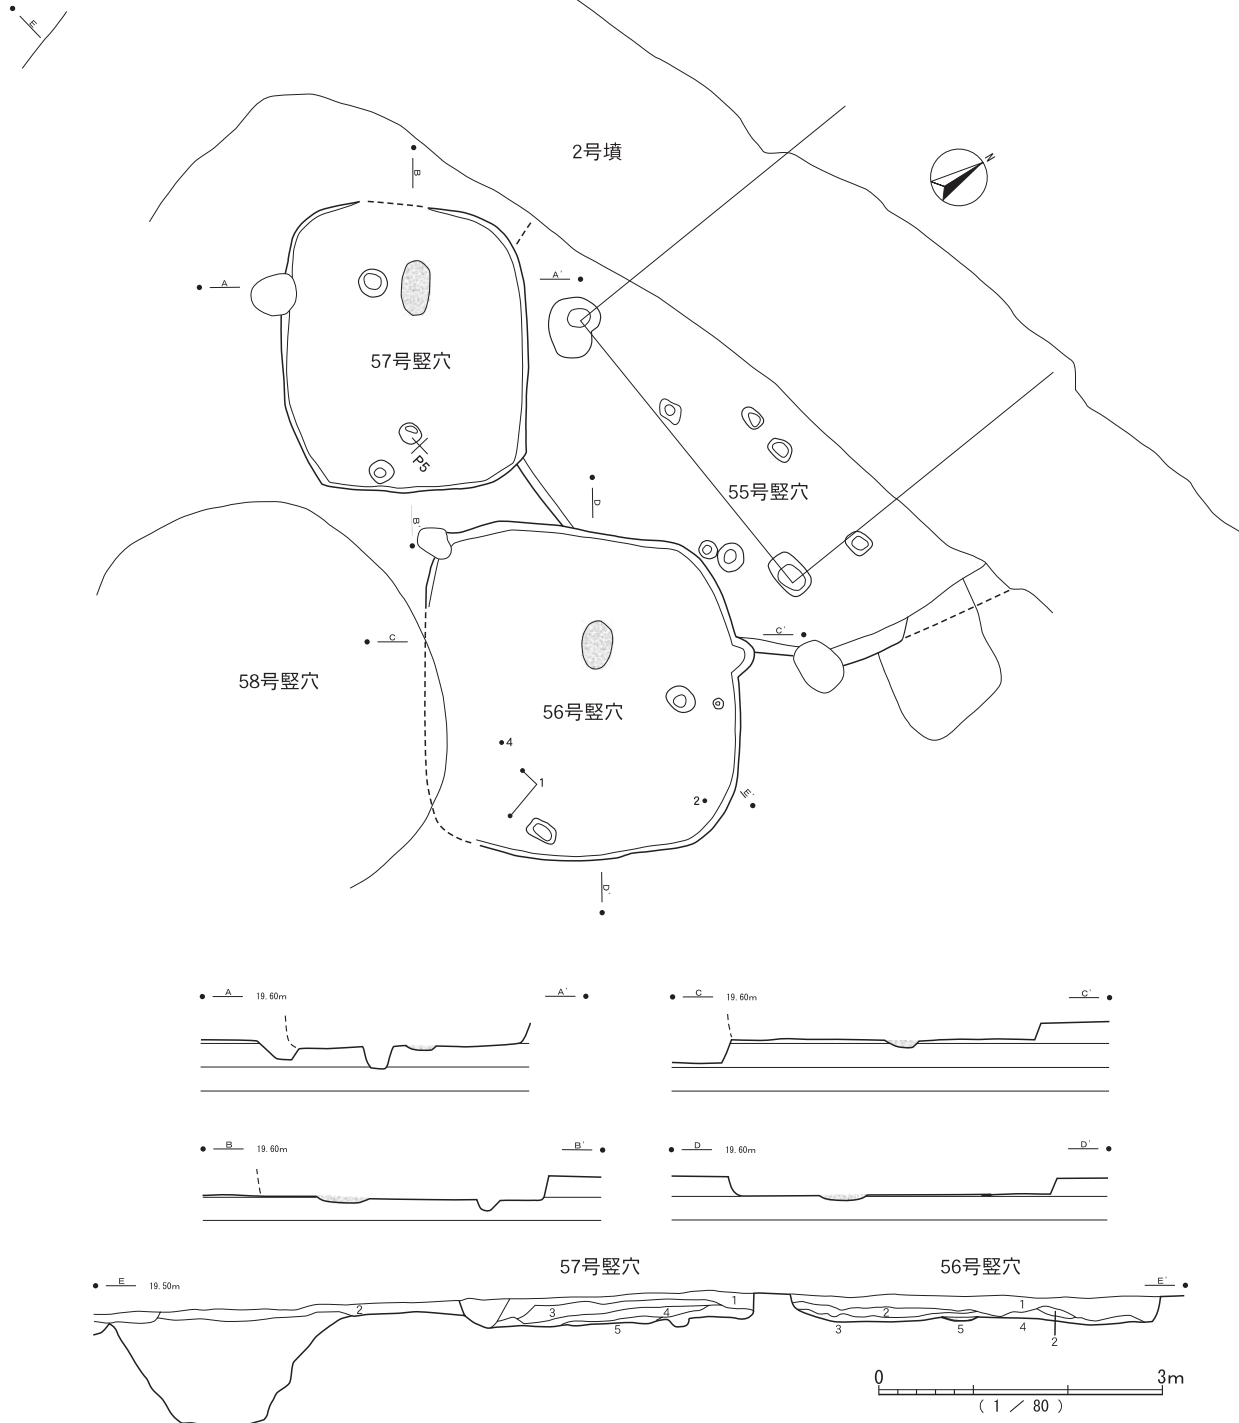 E
2号墳
N
B
A
A'
57号竪穴
P5
D
55号竪穴
B'
C'
C
58号竪穴
56号竪穴
4
1
2
E'
D'
A 19.60m A'
C 19.60m C'
B 19.60m B'
D 19.60m D'
57号竪穴 56号竪穴
E 19.50m E'
2 3 4 1 2 1
5 3 5 4
2
0 3m
( 1 / 80 )